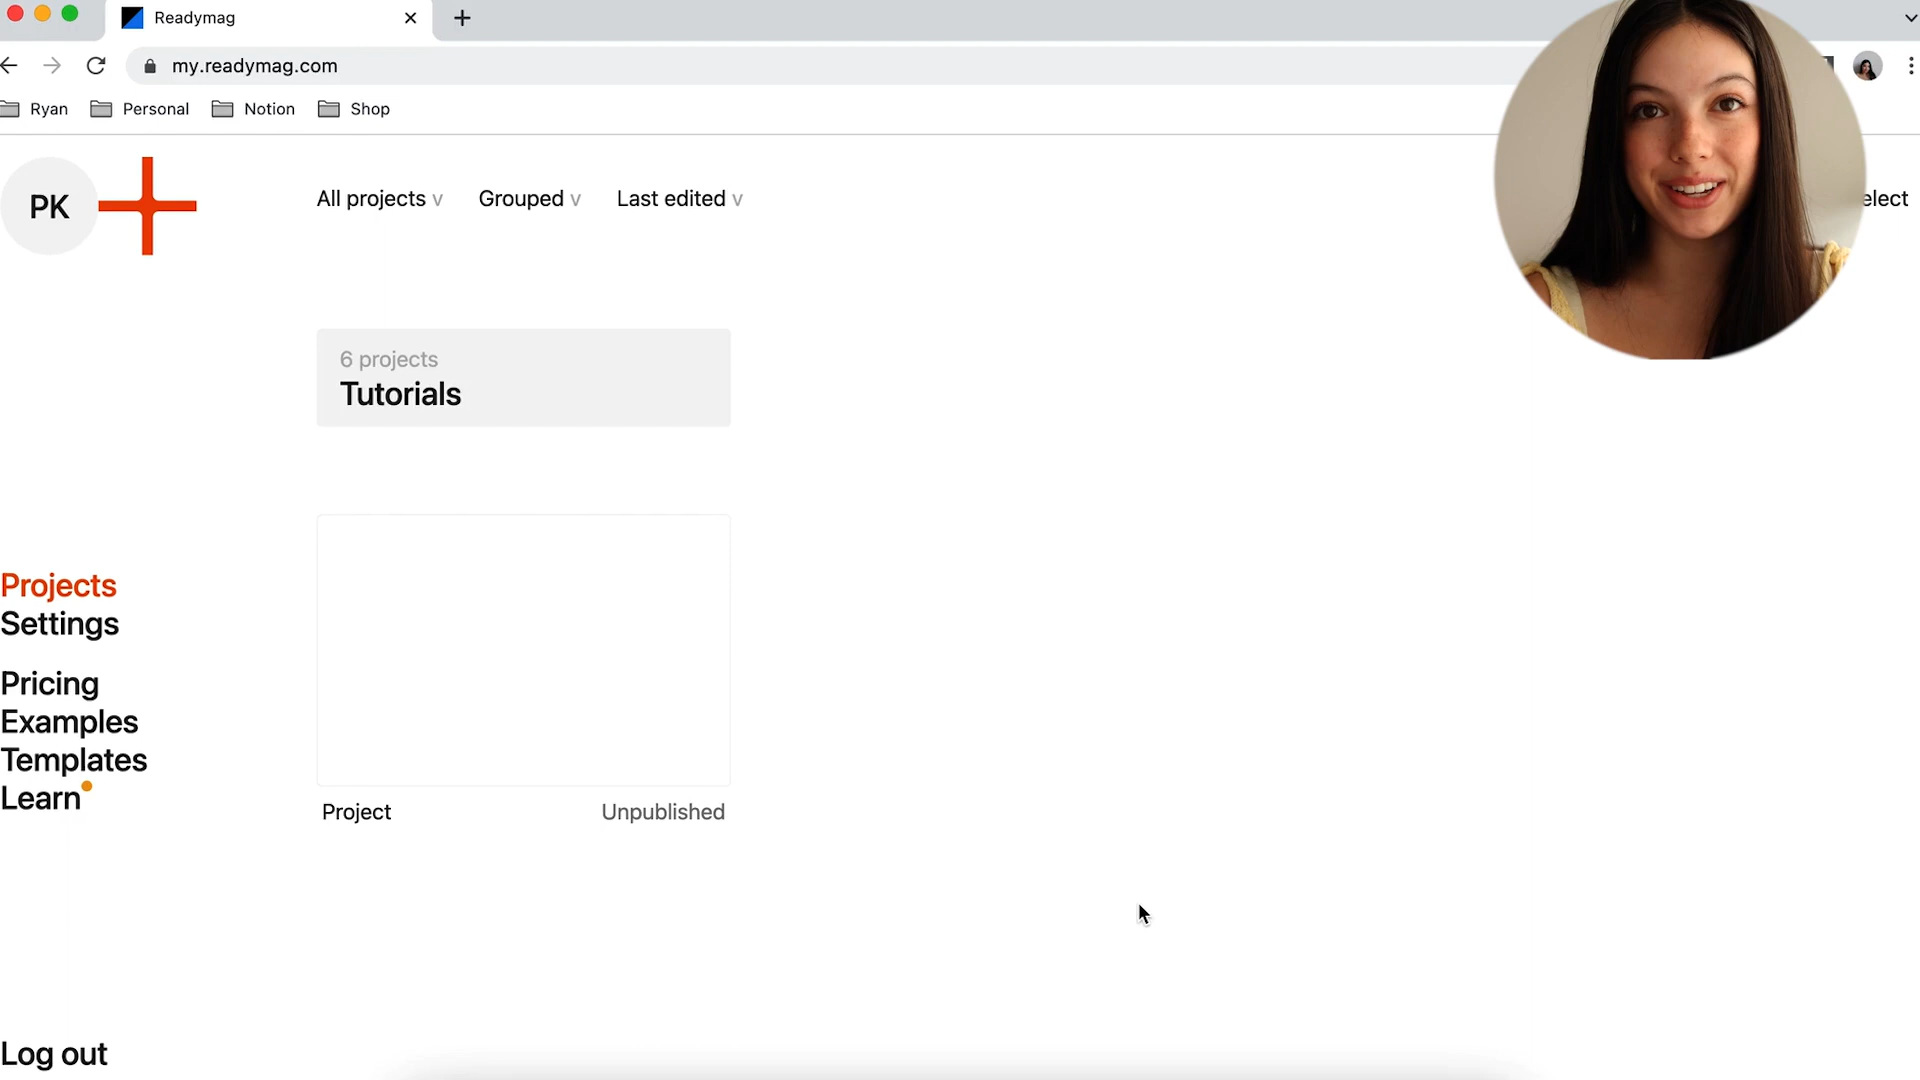 Readymag
my.readymag.com
Ryan Personal Notion Shop
PK
All projects v Grouped v Last edited v elect
6 projects
Tutorials
Projects
Settings
Pricing
Examples
Templates
Learn
Project Unpublished
Log out